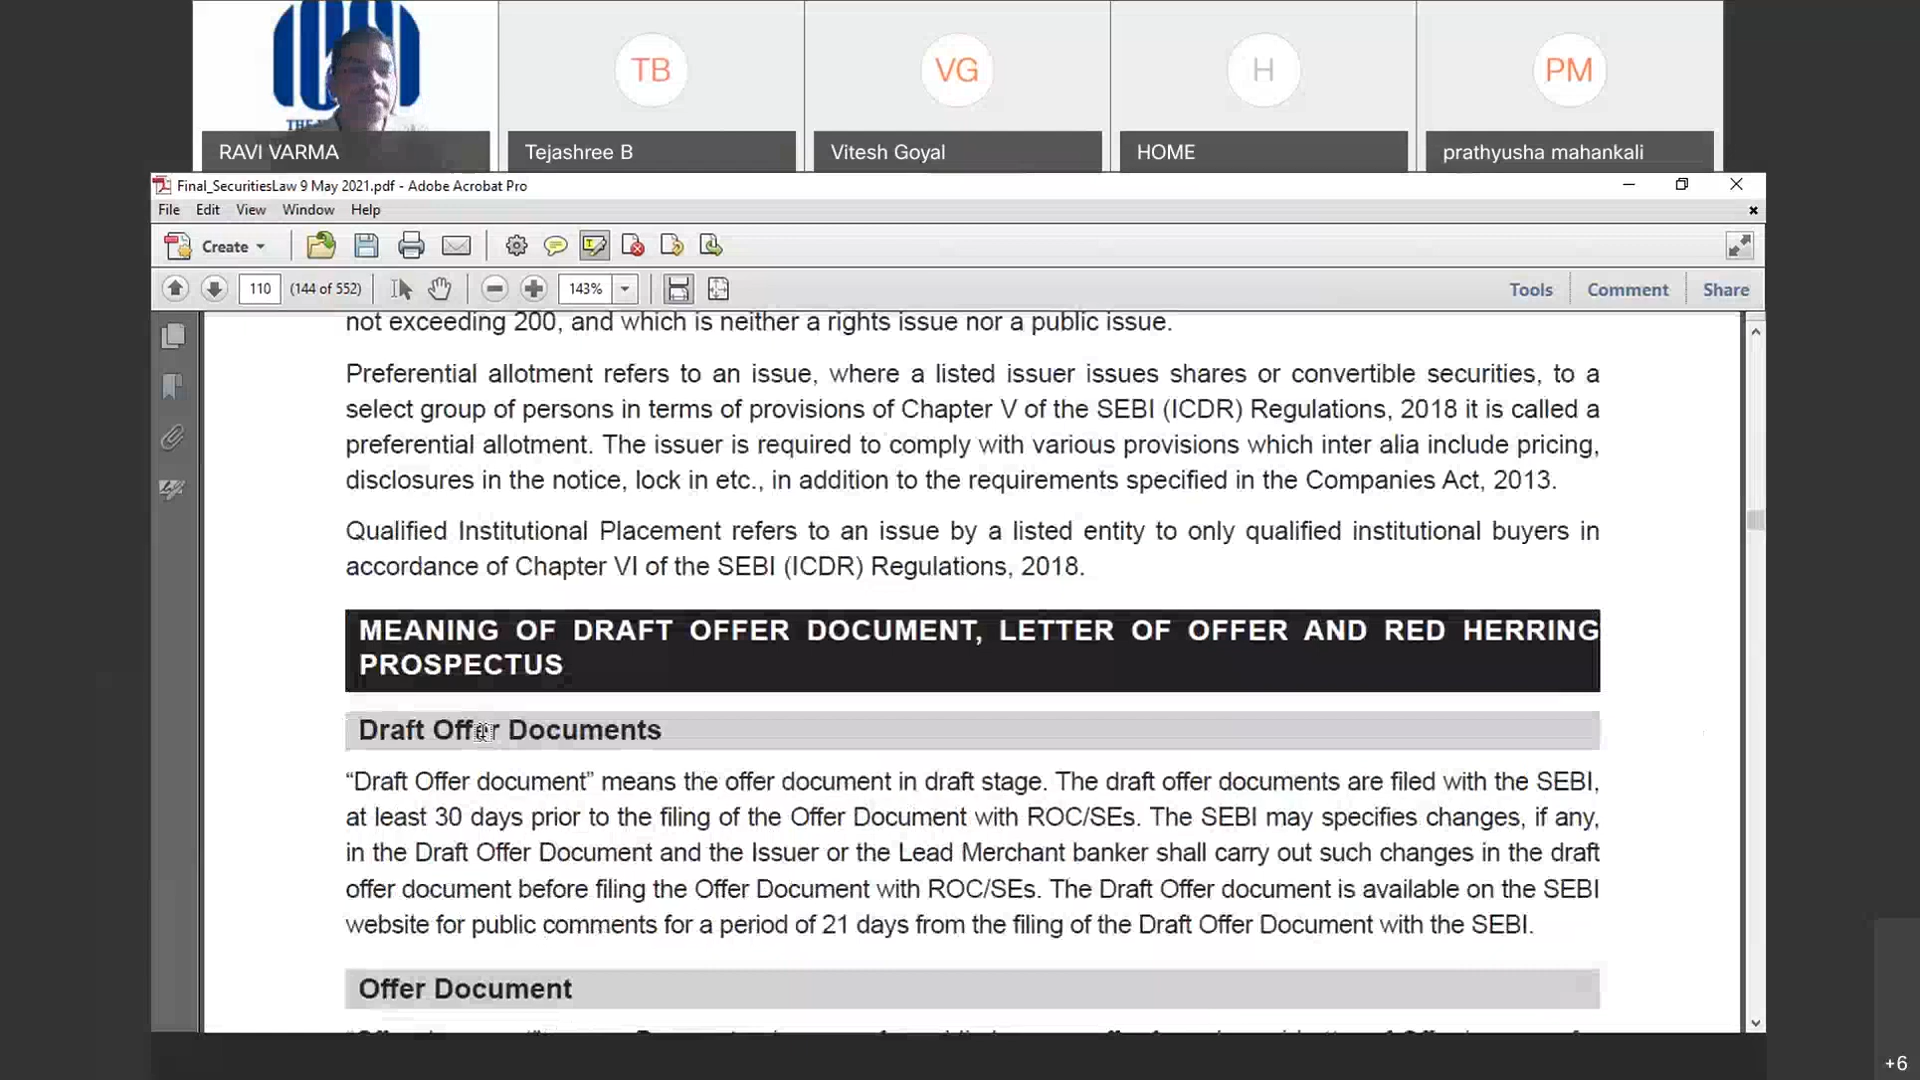 THE
TB
VG
H
PM
RAVI VARMA
Tejashree B
Vitesh Goyal
HOME
prathyusha mahankali
Final_SecuritiesLaw 9 May 2021.pdf - Adobe Acrobat Pro
File Edit View Window Help
Create
110 (144 of 552) 143% Tools Comment Share
not exceeding 200, and which is neither a rights issue nor a public issue.
Preferential allotment refers to an issue, where a listed issuer issues shares or convertible securities, to a
select group of persons in terms of provisions of Chapter V of the SEBI (ICDR) Regulations, 2018 it is called a
preferential allotment. The issuer is required to comply with various provisions which inter alia include pricing,
disclosures in the notice, lock in etc., in addition to the requirements specified in the Companies Act, 2013.
Qualified Institutional Placement refers to an issue by a listed entity to only qualified institutional buyers in
accordance of Chapter VI of the SEBI (ICDR) Regulations, 2018.
MEANING OF DRAFT OFFER DOCUMENT, LETTER OF OFFER AND RED HERRING
PROSPECTUS
Draft Offer Documents
“Draft Offer document” means the offer document in draft stage. The draft offer documents are filed with the SEBI,
at least 30 days prior to the filing of the Offer Document with ROC/SEs. The SEBI may specifies changes, if any,
in the Draft Offer Document and the Issuer or the Lead Merchant banker shall carry out such changes in the draft
offer document before filing the Offer Document with ROC/SEs. The Draft Offer document is available on the SEBI
website for public comments for a period of 21 days from the filing of the Draft Offer Document with the SEBI.
Offer Document
+6